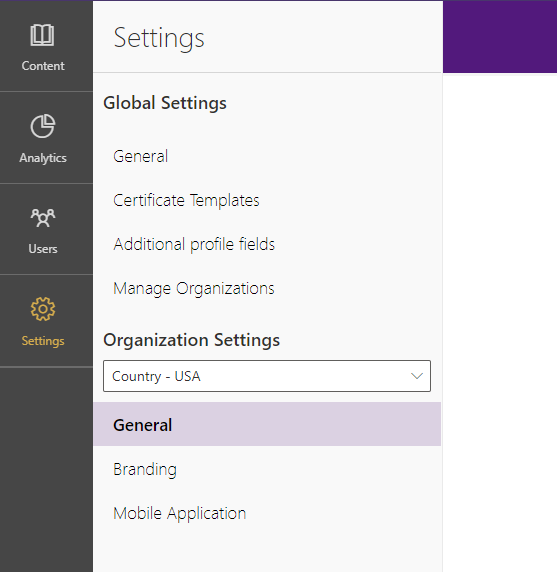 Content
Analytics
Users
Settings
Settings
Global Settings
General
Certificate Templates
Additional profile fields
Manage Organizations
Organization Settings
Country - USA
General
Branding
Mobile Application